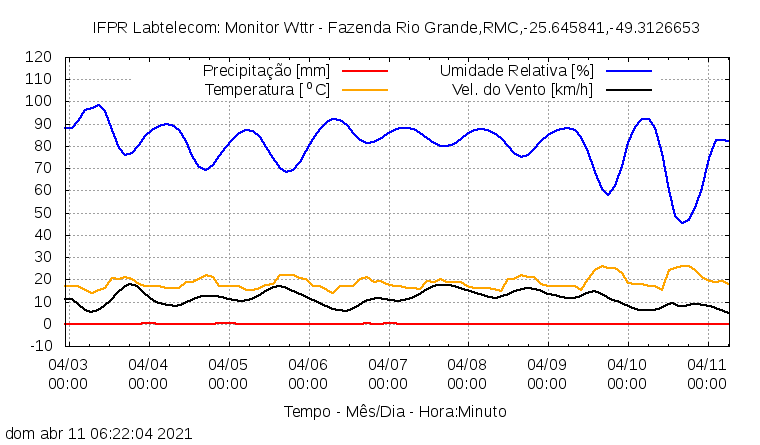 IFPR Labtelecom: Monitor Wttr - Fazenda Rio Grande,RMC,-25.645841,-49.3126653
Precipitação [mm]
Umidade Relativa [%]
Temperatura [⁰C]
Vel. do Vento [km/h]
120
110
100
90
80
70
60
50
40
30
20
10
0
-10
04/03 04/04 04/05 04/06 04/07 04/08 04/09 04/10 04/11
00:00 00:00 00:00 00:00 00:00 00:00 00:00 00:00 00:00
Tempo - Mês/Dia - Hora:Minuto
dom abr 11 06:22:04 2021